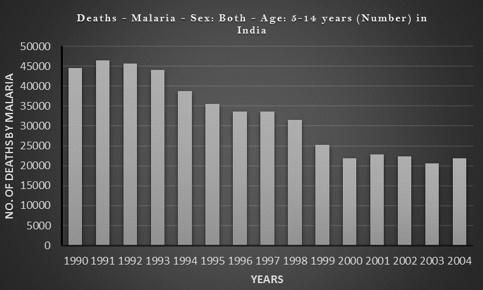 Deaths - Malaria - Sex: Both - Age: 5-14 years (Number) in
India
50000
45000
40000
35000
30000
25000
20000
15000
10000
5000
0
NO. OF DEATHS BY MALARIA
1990 1991 1992 1993 1994 1995 1996 1997 1998 1999 2000 2001 2002 2003 2004
YEARS